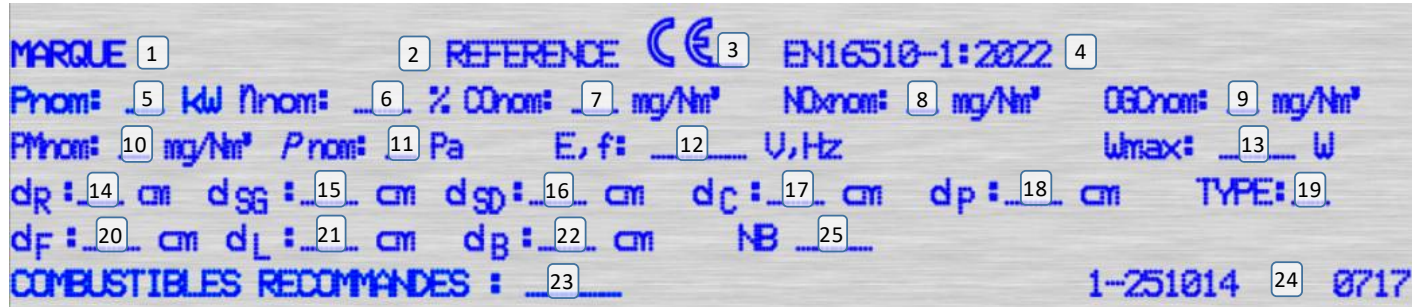 MARQUE 1 2 REFERENCE CE 3 EN16510-1:2022 4
Pnom: 5 kW ηnom: 6 % COnom: 7 mg/Nm³ NOxnom: 8 mg/Nm³ OGCnom: 9 mg/Nm³
PMnom: 10 mg/Nm³ Pnom: 11 Pa E,f: 12 V,Hz Wmax: 13 W
dR : 14 cm dSG : 15 cm dSD : 16 cm dC : 17 cm dP : 18 cm TYPE: 19
dF : 20 cm dL : 21 cm dB : 22 cm NB 25
COMBUSTIBLES RECOMMANDES : 23 1-251014 24 0717